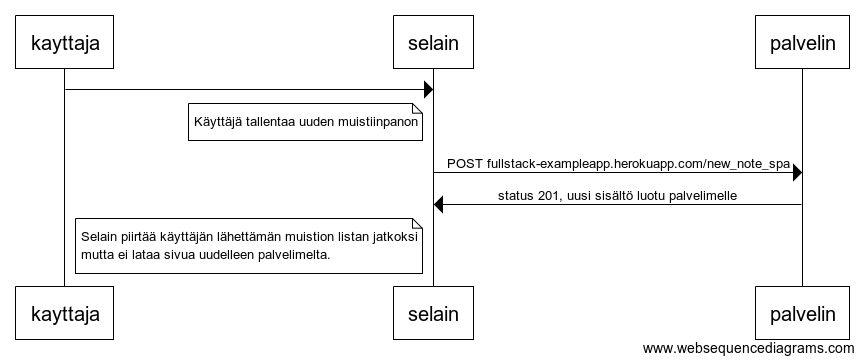 kayttaja
selain
palvelin
Käyttäjä tallentaa uuden muistiinpanon
POST fullstack-exampleapp.herokuapp.com/new_note_spa
status 201, uusi sisältö luotu palvelimelle
Selain piirtää käyttäjän lähettämän muistion listan jatkoksi
mutta ei lataa sivua uudelleen palvelimelta.
kayttaja
selain
palvelin
www.websequencediagrams.com